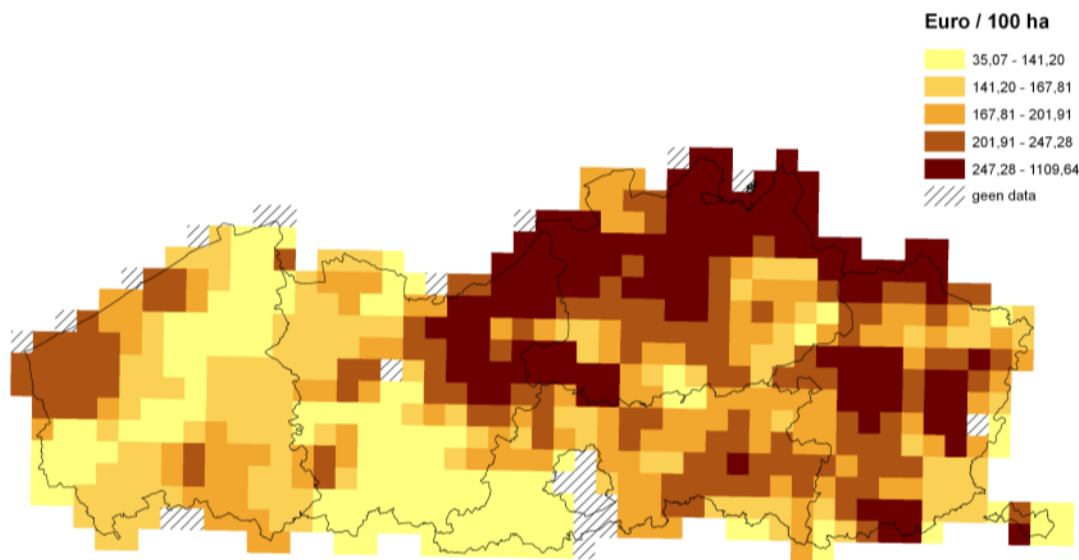 Euro / 100 ha
35,07 - 141,20
141,20 - 167,81
167,81 - 201,91
201,91 - 247,28
247,28 - 1109,64
geen data